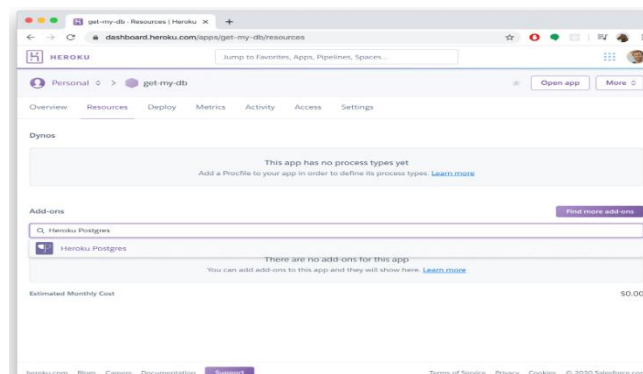 get-my-db - Resources | Heroku
dashboard.heroku.com/apps/get-my-db/resources
HEROKU
Jump to Favorites, Apps, Pipelines, Spaces...
Personal > get-my-db
Open app
More
Overview Resources Deploy Metrics Activity Access Settings
Dynos
This app has no process types yet
Add a Procfile to your app in order to define its process types. Learn more
Add-ons
Find more add-ons
Heroku Postgres
Heroku Postgres
There are no add-ons for this app
You can add add-ons to this app and they will show here. Learn more
Estimated Monthly Cost
$0.00
heroku.com Blogs Careers Documentation Support
Terms of Service Privacy Cookies © 2020 Salesforce.com